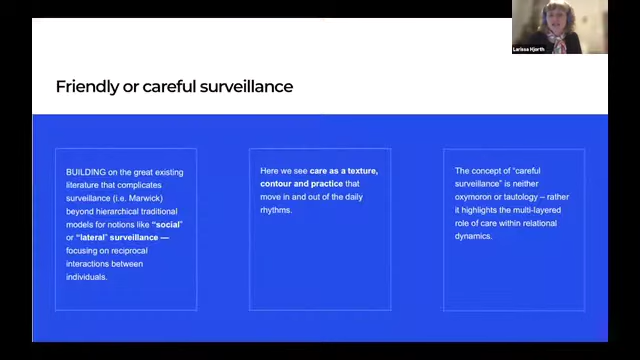 Larissa Hjorth
Friendly or careful surveillance
BUILDING on the great existing
literature that complicates
surveillance (i.e. Marwick)
beyond hierarchical traditional
models for notions like “social”
or “lateral” surveillance —
focusing on reciprocal
interactions between
individuals.
Here we see care as a texture,
contour and practice that
move in and out of the daily
rhythms.
The concept of “careful
surveillance” is neither
oxymoron or tautology – rather
it highlights the multi-layered
role of care within relational
dynamics.